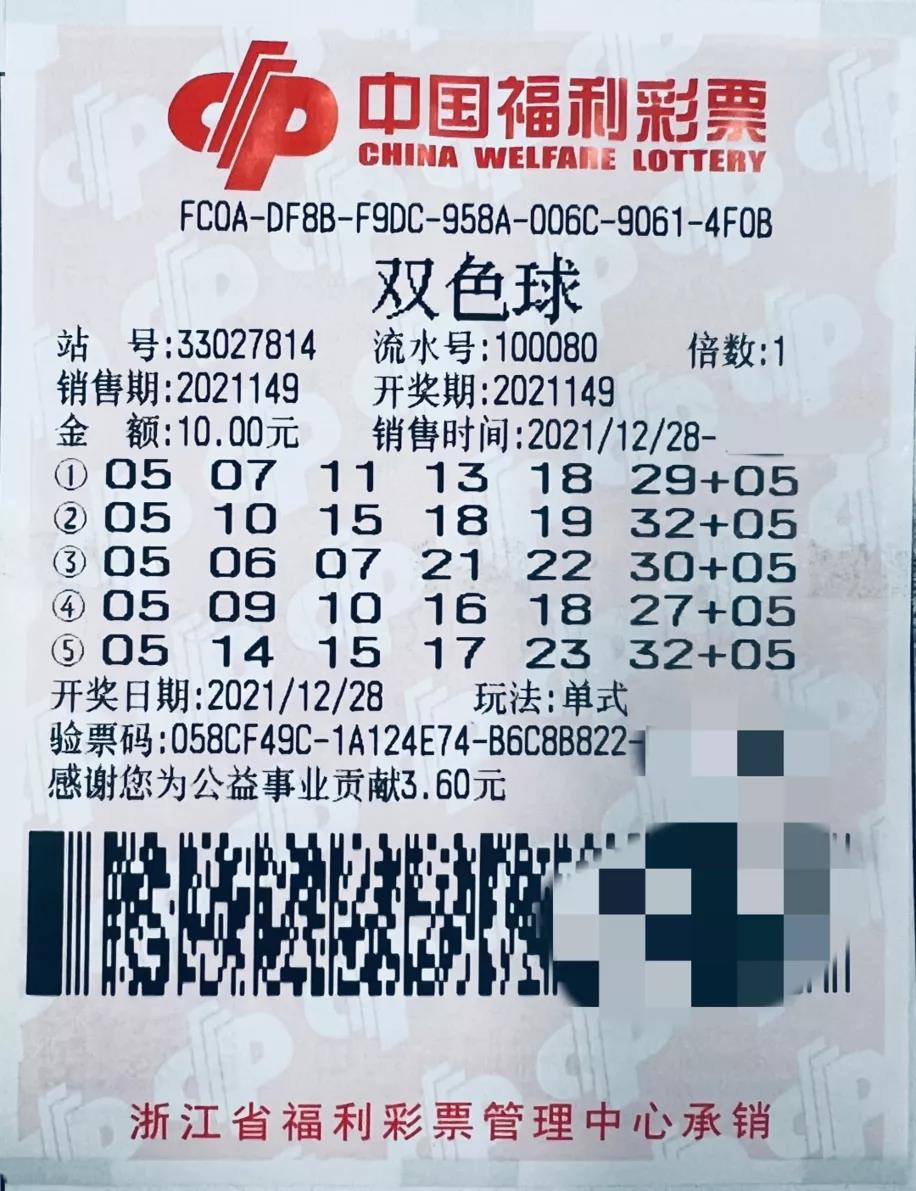 中国福利彩票
CHINA WELFARE LOTTERY
FC0A-DF8B-F9DC-958A-006C-9061-4F0B
双色球
站 号:33027814 流水号:100080 倍数:1
销售期:2021149 开奖期:2021149
金 额:10.00元 销售时间:2021/12/28-
① 05 07 11 13 18 29+05
② 05 10 15 18 19 32+05
③ 05 06 07 21 22 30+05
④ 05 09 10 16 18 27+05
⑤ 05 14 15 17 23 32+05
开奖日期:2021/12/28 玩法:单式
验票码:058CF49C-1A124E74-B6C8B822-
感谢您为公益事业贡献3.60元
浙江省福利彩票管理中心承销